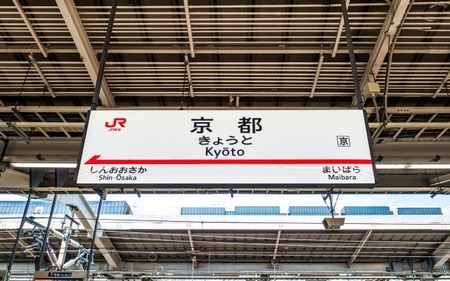 JR
京都
きょうと
Kyōto
京
しんおおさか
Shin-Ōsaka
まいばら
Maibara